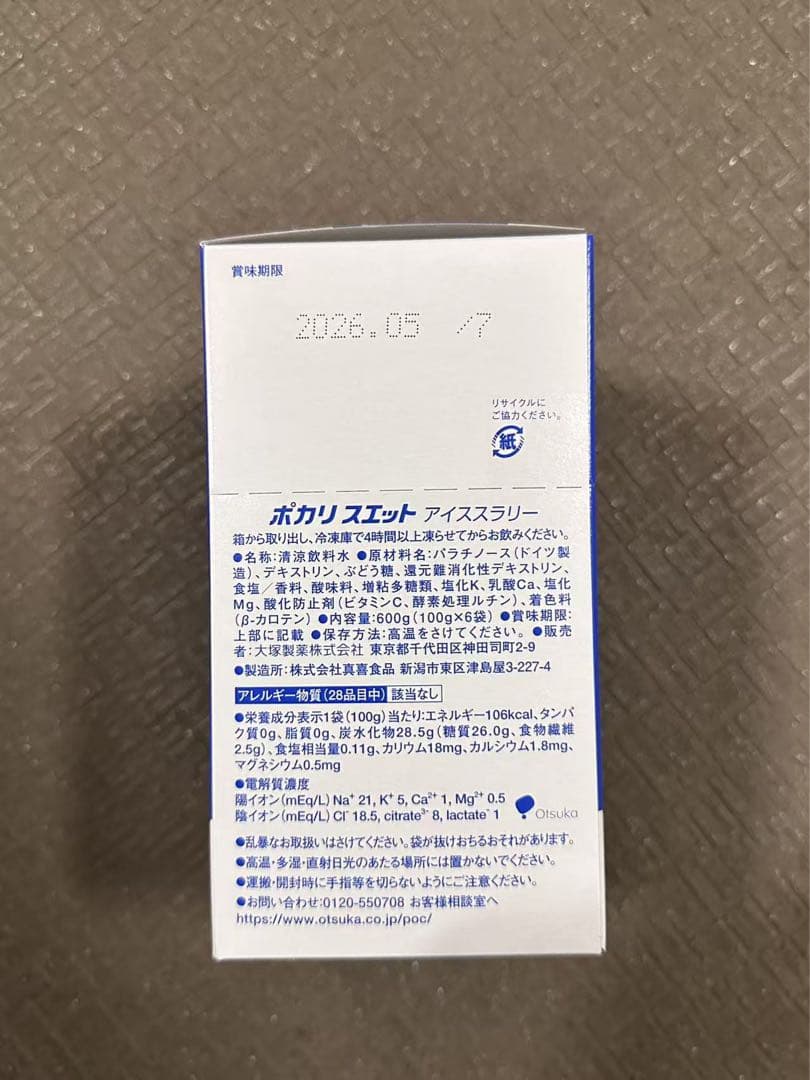 賞味期限
2026.05 /7
リサイクルに
ご協力ください。
紙
ポカリ スエット アイススラリー
箱から取り出し、冷凍庫で4時間以上凍らせてからお飲みください。
●名称:清涼飲料水 ●原材料名:パラチノース(ドイツ製
造)、デキストリン、ぶどう糖、還元難消化性デキストリン、
食塩／香料、酸味料、増粘多糖類、塩化K、乳酸Ca、塩化
Mg、酸化防止剤(ビタミンC、酵素処理ルチン)、着色料
(β-カロテン) ●内容量:600g(100g×6袋) ●賞味期限:
上部に記載 ●保存方法:高温をさけてください。 ●販売
者:大塚製薬株式会社 東京都千代田区神田司町2-9
●製造所:株式会社真喜食品 新潟市東区津島屋3-227-4
アレルギー物質(28品目中) 該当なし
●栄養成分表示1袋(100g)当たり:エネルギー106kcal、タンパ
ク質0g、脂質0g、炭水化物28.5g(糖質26.0g、食物繊維
2.5g)、食塩相当量0.11g、カリウム18mg、カルシウム1.8mg、
マグネシウム0.5mg
●電解質濃度
陽イオン(mEq/L) Na⁺ 21, K⁺ 5, Ca²⁺ 1, Mg²⁺ 0.5
陰イオン(mEq/L) Cl⁻ 18.5, citrate³⁻ 8, lactate⁻ 1
Otsuka
●乱暴なお取扱いはさけてください。袋が抜けおちるおそれがあります。
●高温・多湿・直射日光のあたる場所には置かないでください。
●運搬・開封時に手指等を切らないようにご注意ください。
●お問い合わせ:0120-550708 お客様相談室へ
https://www.otsuka.co.jp/poc/